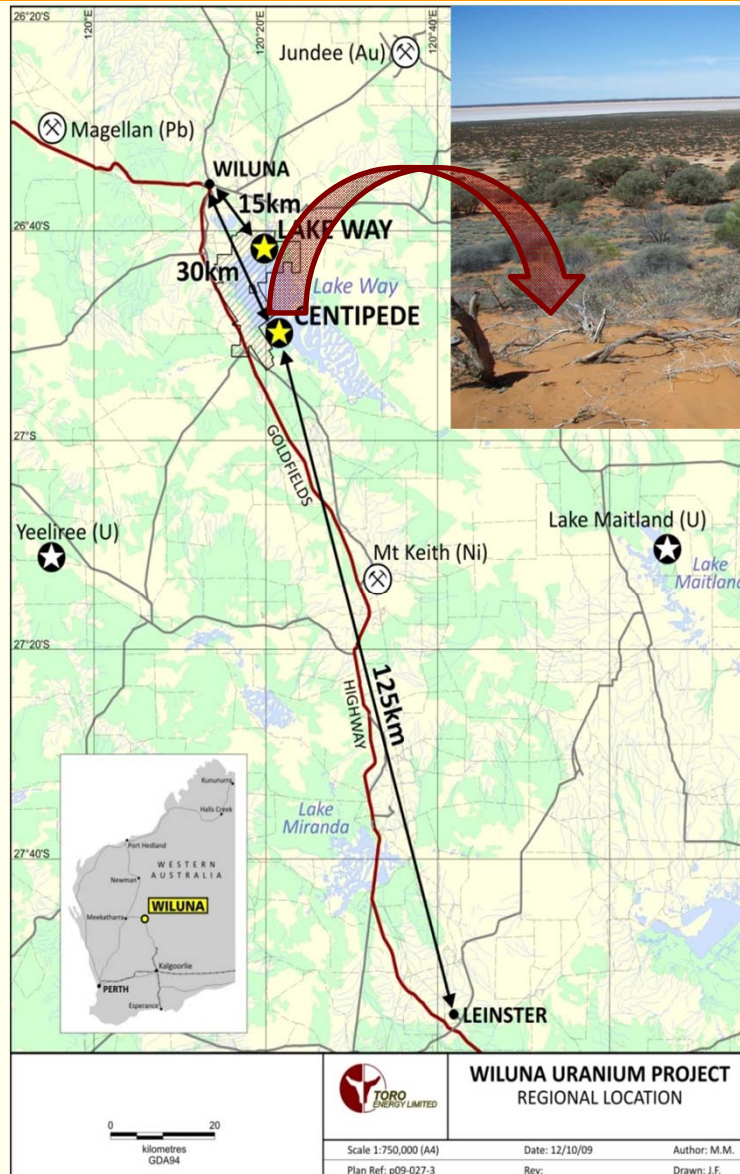 26°20'S
120°E
120°20'E
120°40'E
Jundee (Au)
Magellan (Pb)
WILUNA
15km
26°40'S
LAKE WAY
30km
Lake Way
CENTIPEDE
27°S
GOLDFIELDS
Yeeliree (U)
Lake Maitland (U)
Mt Keith (Ni)
Lake
Maitland
27°20'S
125km
HIGHWAY
Lake
Miranda
27°40'S
Kununurra
Halls Creek
Port Hedland
WESTERN
AUSTRALIA
Newman
WILUNA
Meekatharra
Kalgoorlie
PERTH
Esperance
LEINSTER
0 20
kilometres
GDA94
TORO
ENERGY LIMITED
WILUNA URANIUM PROJECT
REGIONAL LOCATION
Scale 1:750,000 (A4) Date: 12/10/09 Author: M.M.
Plan Ref: p09-027-3 Rev: Drawn: J.F.